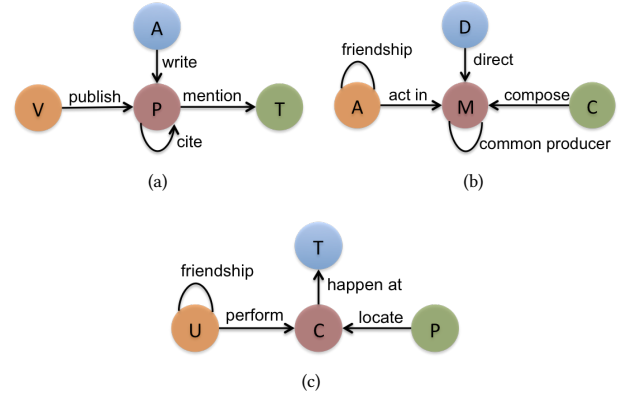 A
write
V
publish
P
mention
T
cite
(a)
D
friendship
direct
A
act in
M
compose
C
common producer
(b)
T
friendship
happen at
U
perform
C
locate
P
(c)